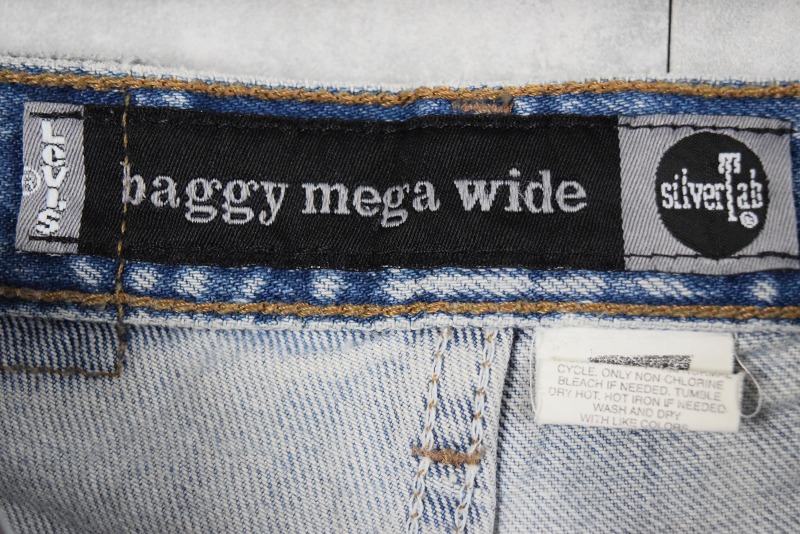 Levi's ®
baggy mega wide
silvertab ®
CYCLE. ONLY NON-CHLORINE
BLEACH IF NEEDED. TUMBLE
DRY HOT. HOT IRON IF NEEDED.
WASH AND DRY
WITH LIKE COLORS